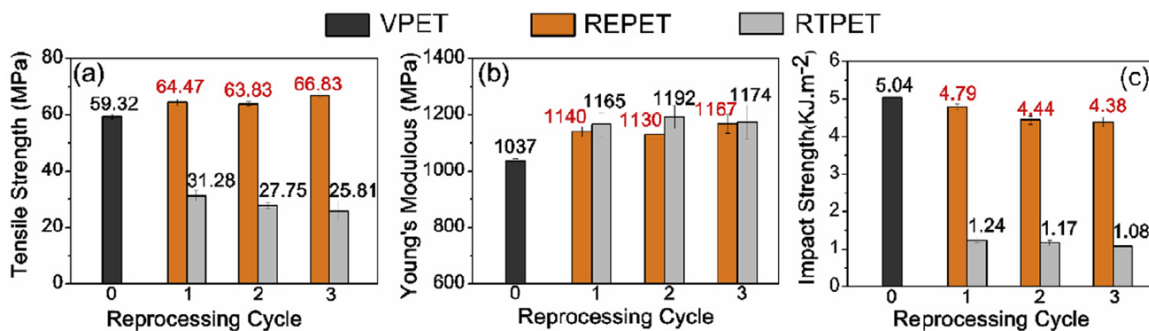 VPET REPET RTPET
(a)
Tensile Strength (MPa)
80
60
40
20
0
59.32
64.47
63.83
66.83
31.28
27.75
25.81
0 1 2 3
Reprocessing Cycle
(b)
Young's Modulous (MPa)
1400
1200
1000
800
600
1037
1140
1165
1130
1192
1167
1174
0 1 2 3
Reprocessing Cycle
(c)
Impact Strength(KJ.m-2)
6
5
4
3
2
1
0
5.04
4.79
4.44
4.38
1.24
1.17
1.08
0 1 2 3
Reprocessing Cycle